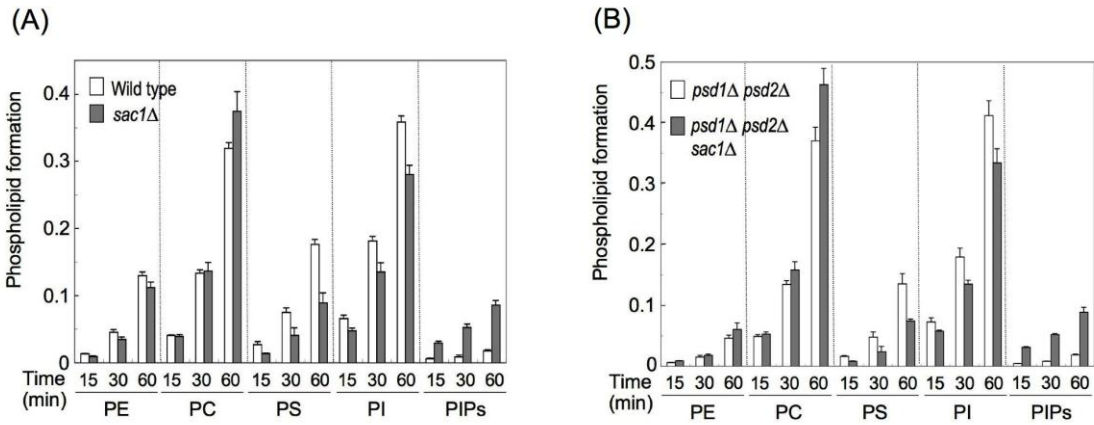 (A)
Phospholipid formation
0.4
0.3
0.2
0.1
0
Wild type
sac1Δ
Time (min)
15 30 60 15 30 60 15 30 60 15 30 60 15 30 60
PE PC PS PI PIPs
(B)
Phospholipid formation
0.5
0.4
0.3
0.2
0.1
0
psd1Δ psd2Δ
psd1Δ psd2Δ
sac1Δ
Time (min)
15 30 60 15 30 60 15 30 60 15 30 60 15 30 60
PE PC PS PI PIPs